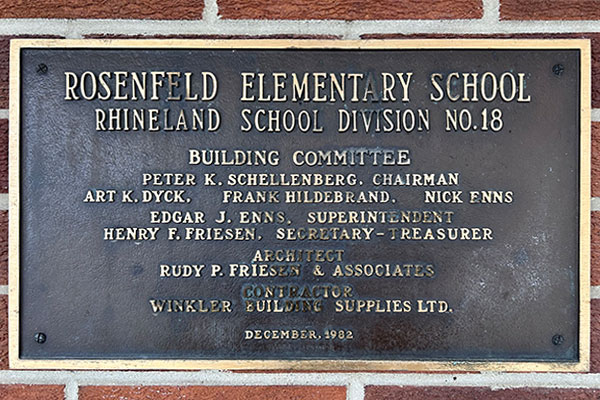 ROSENFELD ELEMENTARY SCHOOL
RHINELAND SCHOOL DIVISION NO.18
BUILDING COMMITTEE
PETER K. SCHELLENBERG, CHAIRMAN
ART K. DYCK, FRANK HILDEBRAND, NICK ENNS
EDGAR J. ENNS, SUPERINTENDENT
HENRY F. FRIESEN, SECRETARY-TREASURER
ARCHITECT
RUDY P. FRIESEN & ASSOCIATES
CONTRACTOR
WINKLER BUILDING SUPPLIES LTD.
DECEMBER, 1982